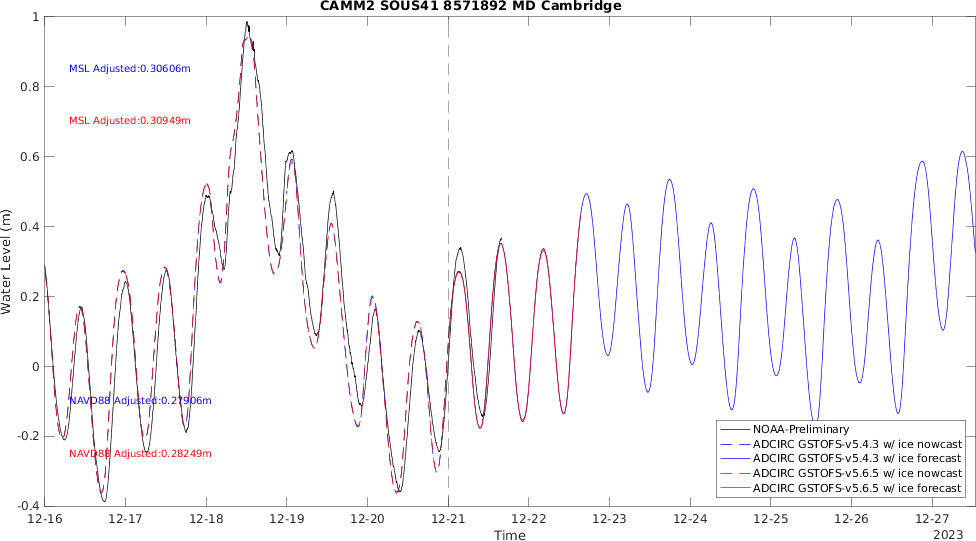 CAMM2 SOUS41 8571892 MD Cambridge
Water Level (m)
1
0.8
0.6
0.4
0.2
0
-0.2
-0.4
MSL Adjusted:0.30606m
MSL Adjusted:0.30949m
NAVD88 Adjusted:0.27906m
NAVD88 Adjusted:0.28249m
NOAA-Preliminary
ADCIRC GSTOFS-v5.4.3 w/ ice nowcast
ADCIRC GSTOFS-v5.4.3 w/ ice forecast
ADCIRC GSTOFS-v5.6.5 w/ ice nowcast
ADCIRC GSTOFS-v5.6.5 w/ ice forecast
12-16 12-17 12-18 12-19 12-20 12-21 12-22 12-23 12-24 12-25 12-26 12-27
Time
2023